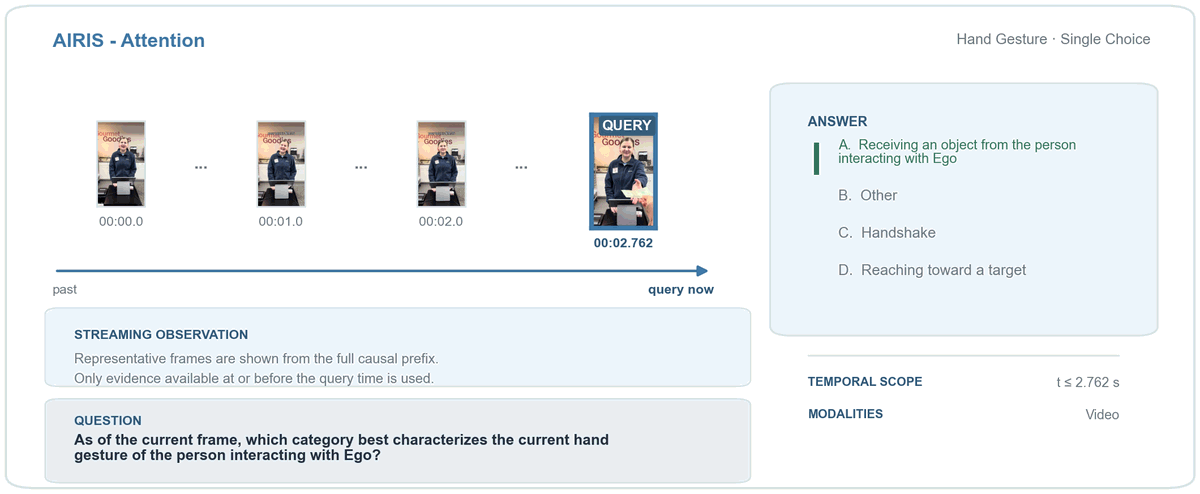 AIRIS - Attention
Hand Gesture · Single Choice
Goodies
Goodies
Goodies
QUERY
Goodies
...
...
...
00:00.0
00:01.0
00:02.0
00:02.762
past
query now
STREAMING OBSERVATION
Representative frames are shown from the full causal prefix.
Only evidence available at or before the query time is used.
QUESTION
As of the current frame, which category best characterizes the current hand
gesture of the person interacting with Ego?
ANSWER
A. Receiving an object from the person
interacting with Ego
B. Other
C. Handshake
D. Reaching toward a target
TEMPORAL SCOPE
t ≤ 2.762 s
MODALITIES
Video